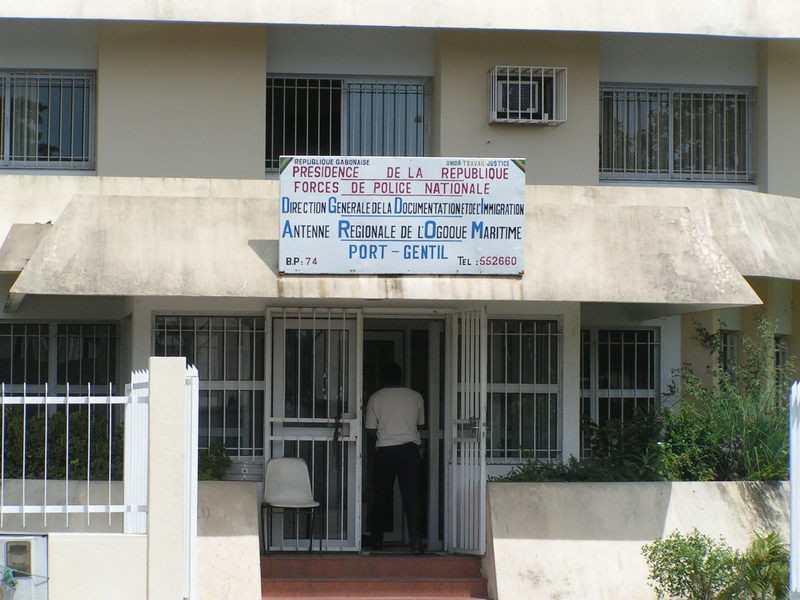 REPUBLIQUE GABONAISE UNION TRAVAIL JUSTICE
PRÉSIDENCE DE LA REPUBLIQUE
FORCES DE POLICE NATIONALE
DIRECTION GENERALE DE LA DOCUMENTATION ET DE L'IMMIGRATION
ANTENNE REGIONALE DE L'OGOOUE MARITIME
PORT-GENTIL
B.P: 74 TEL: 552660